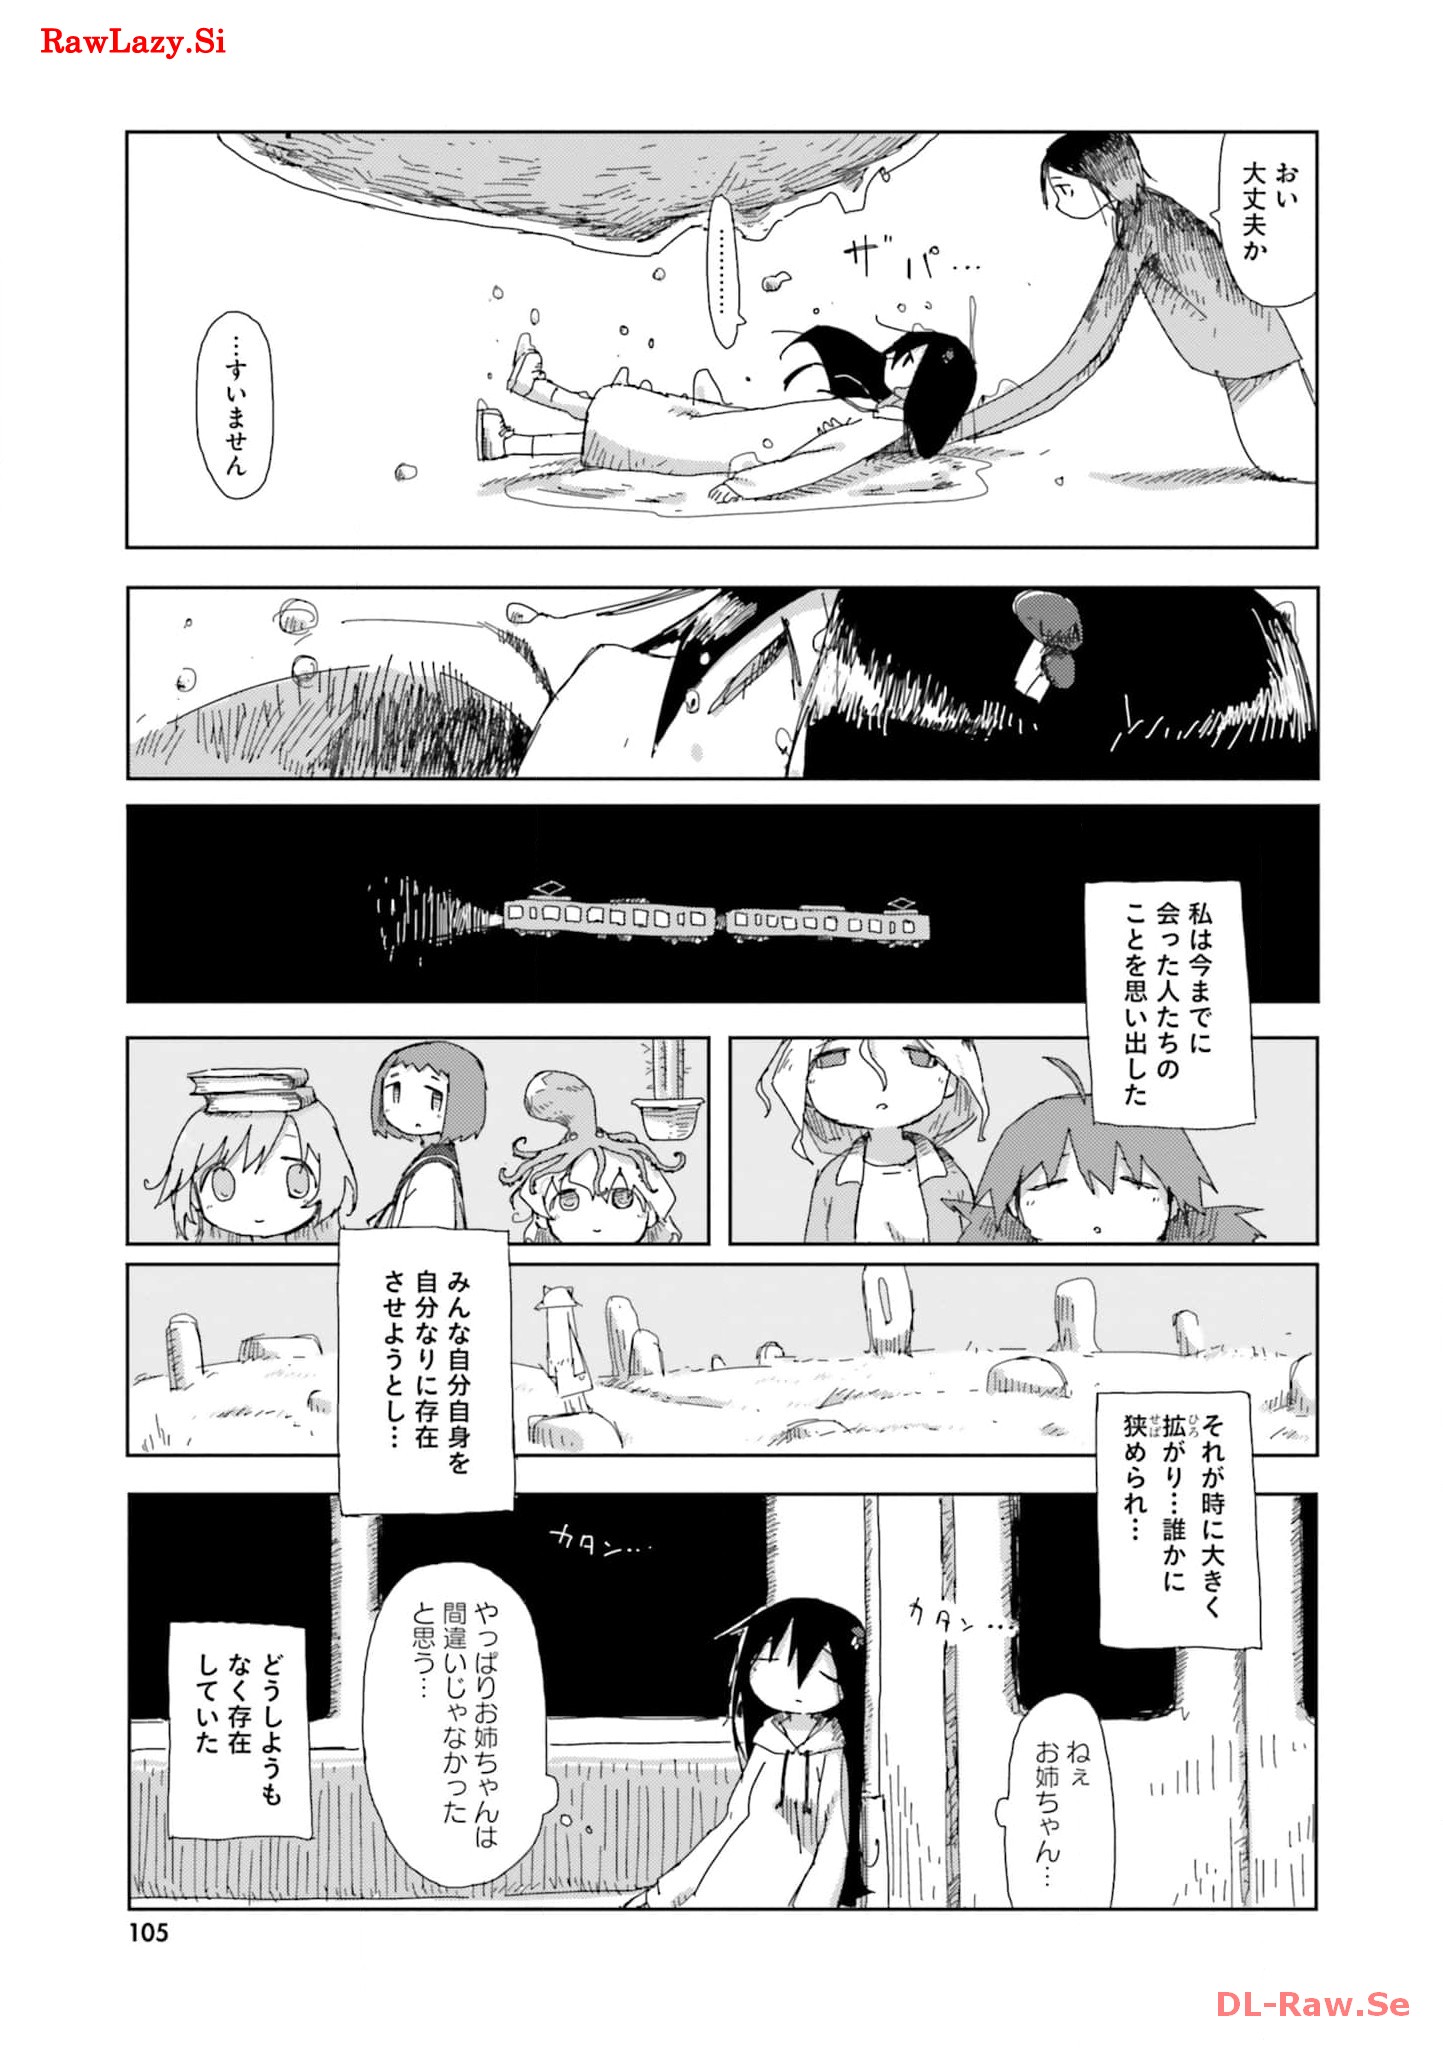 RawLazy.Si
おい
大丈夫か
ザパ…
…………
…すいません
私は今までに
会った人たちの
ことを思い出した
みんな自分自身を
自分なりに存在
させようとし…
それが時に大きく
拡がり…誰かに
狭められ…
ひろ
せば
カタン…
ねぇ
お姉ちゃん…
カタン…
やっぱりお姉ちゃんは
間違いじゃなかった
と思う…
どうしようも
なく存在
していた
105
DL-Raw.Se